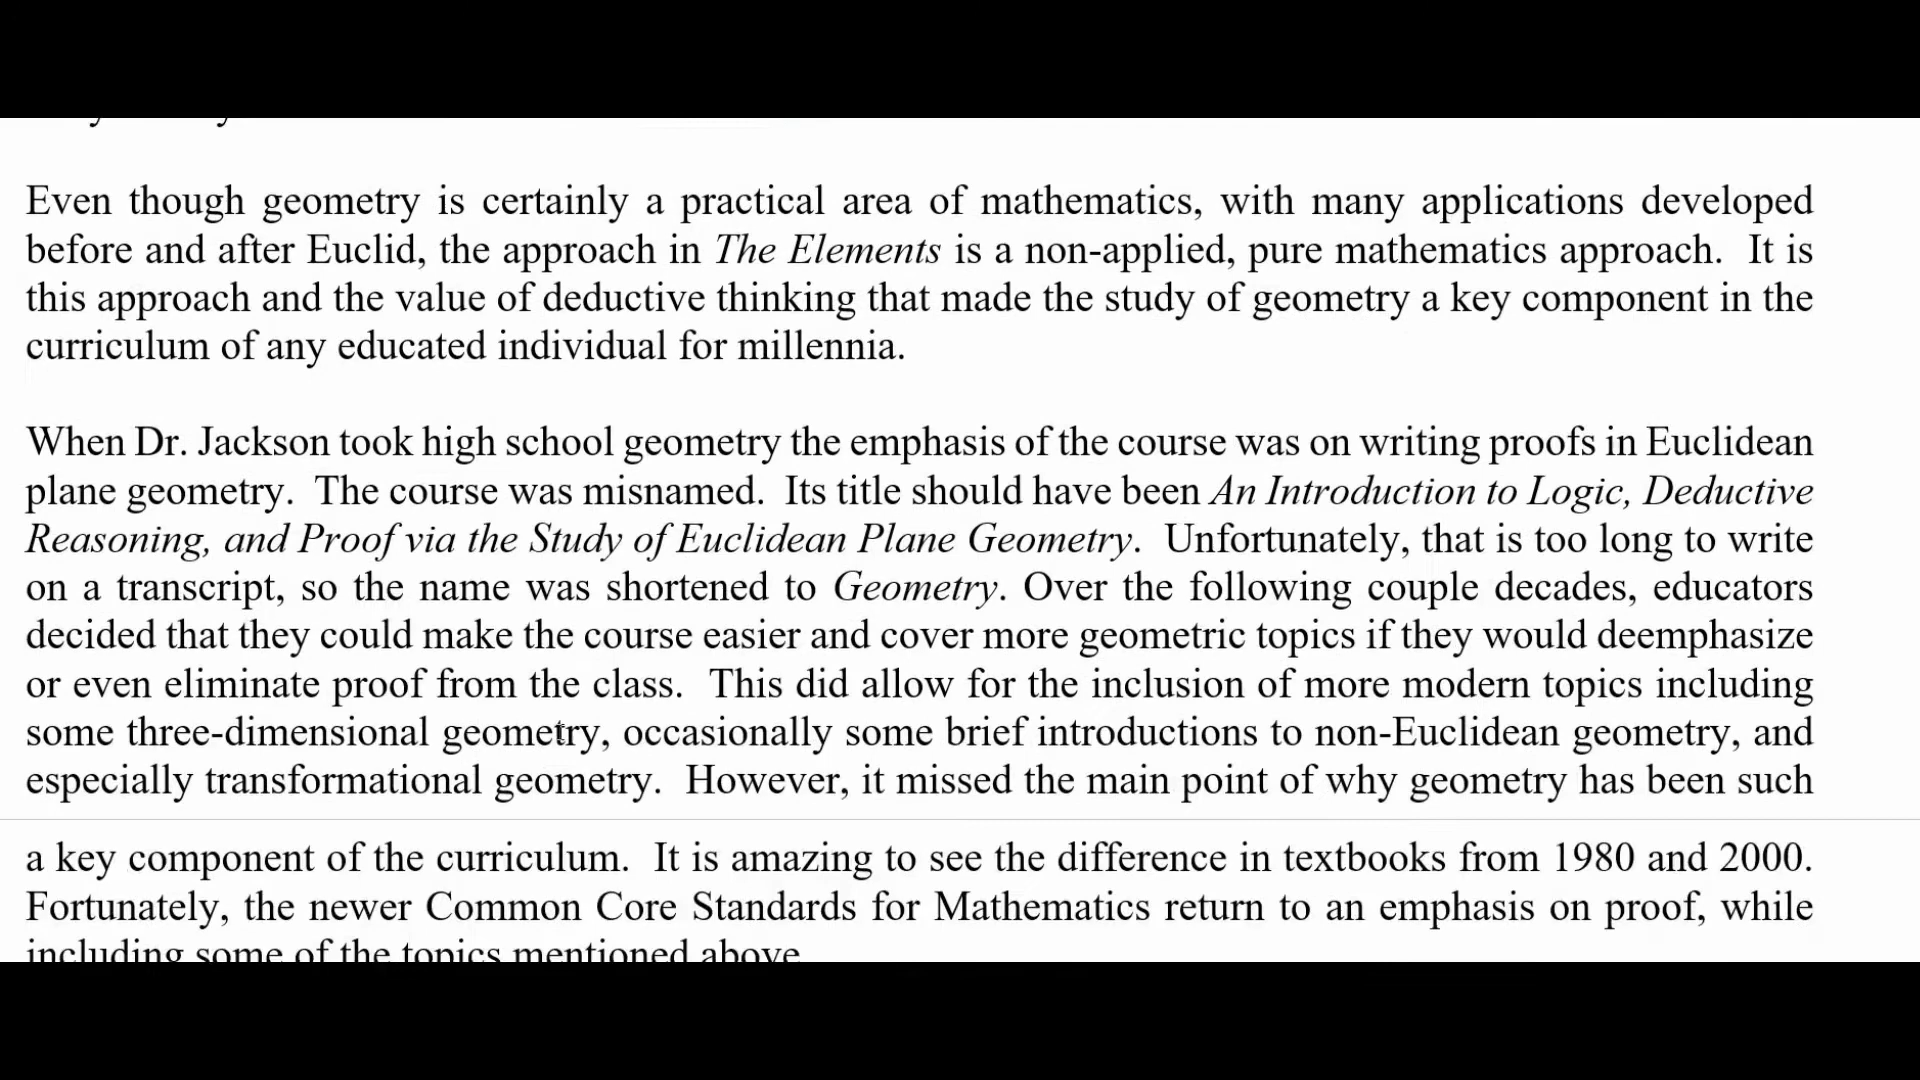 Even though geometry is certainly a practical area of mathematics, with many applications developed
before and after Euclid, the approach in The Elements is a non-applied, pure mathematics approach. It is
this approach and the value of deductive thinking that made the study of geometry a key component in the
curriculum of any educated individual for millennia.
When Dr. Jackson took high school geometry the emphasis of the course was on writing proofs in Euclidean
plane geometry. The course was misnamed. Its title should have been An Introduction to Logic, Deductive
Reasoning, and Proof via the Study of Euclidean Plane Geometry. Unfortunately, that is too long to write
on a transcript, so the name was shortened to Geometry. Over the following couple decades, educators
decided that they could make the course easier and cover more geometric topics if they would deemphasize
or even eliminate proof from the class. This did allow for the inclusion of more modern topics including
some three-dimensional geometry, occasionally some brief introductions to non-Euclidean geometry, and
especially transformational geometry. However, it missed the main point of why geometry has been such
a key component of the curriculum. It is amazing to see the difference in textbooks from 1980 and 2000.
Fortunately, the newer Common Core Standards for Mathematics return to an emphasis on proof, while
including some of the topics mentioned above